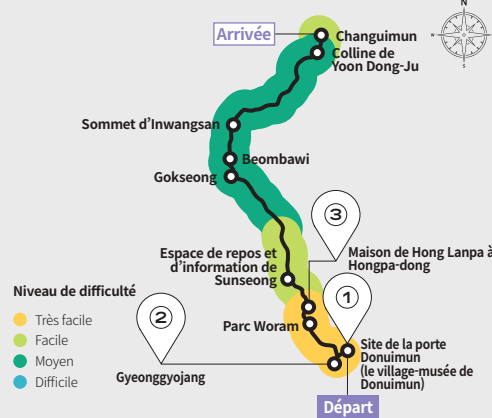 N
W
E
S
Arrivée
Changuimun
Colline de
Yoon Dong-Ju
Sommet d'Inwangsan
Beombawi
Gokseong
3
Maison de Hong Lanpa à
Hongpa-dong
Espace de repos et
d'information de
Sunseong
Niveau de difficulté
Très facile
Facile
Moyen
Difficile
2
1
Parc Woram
Site de la porte
Donuimun
(le village-musée de
Donuimun)
Gyeonggyojang
Départ